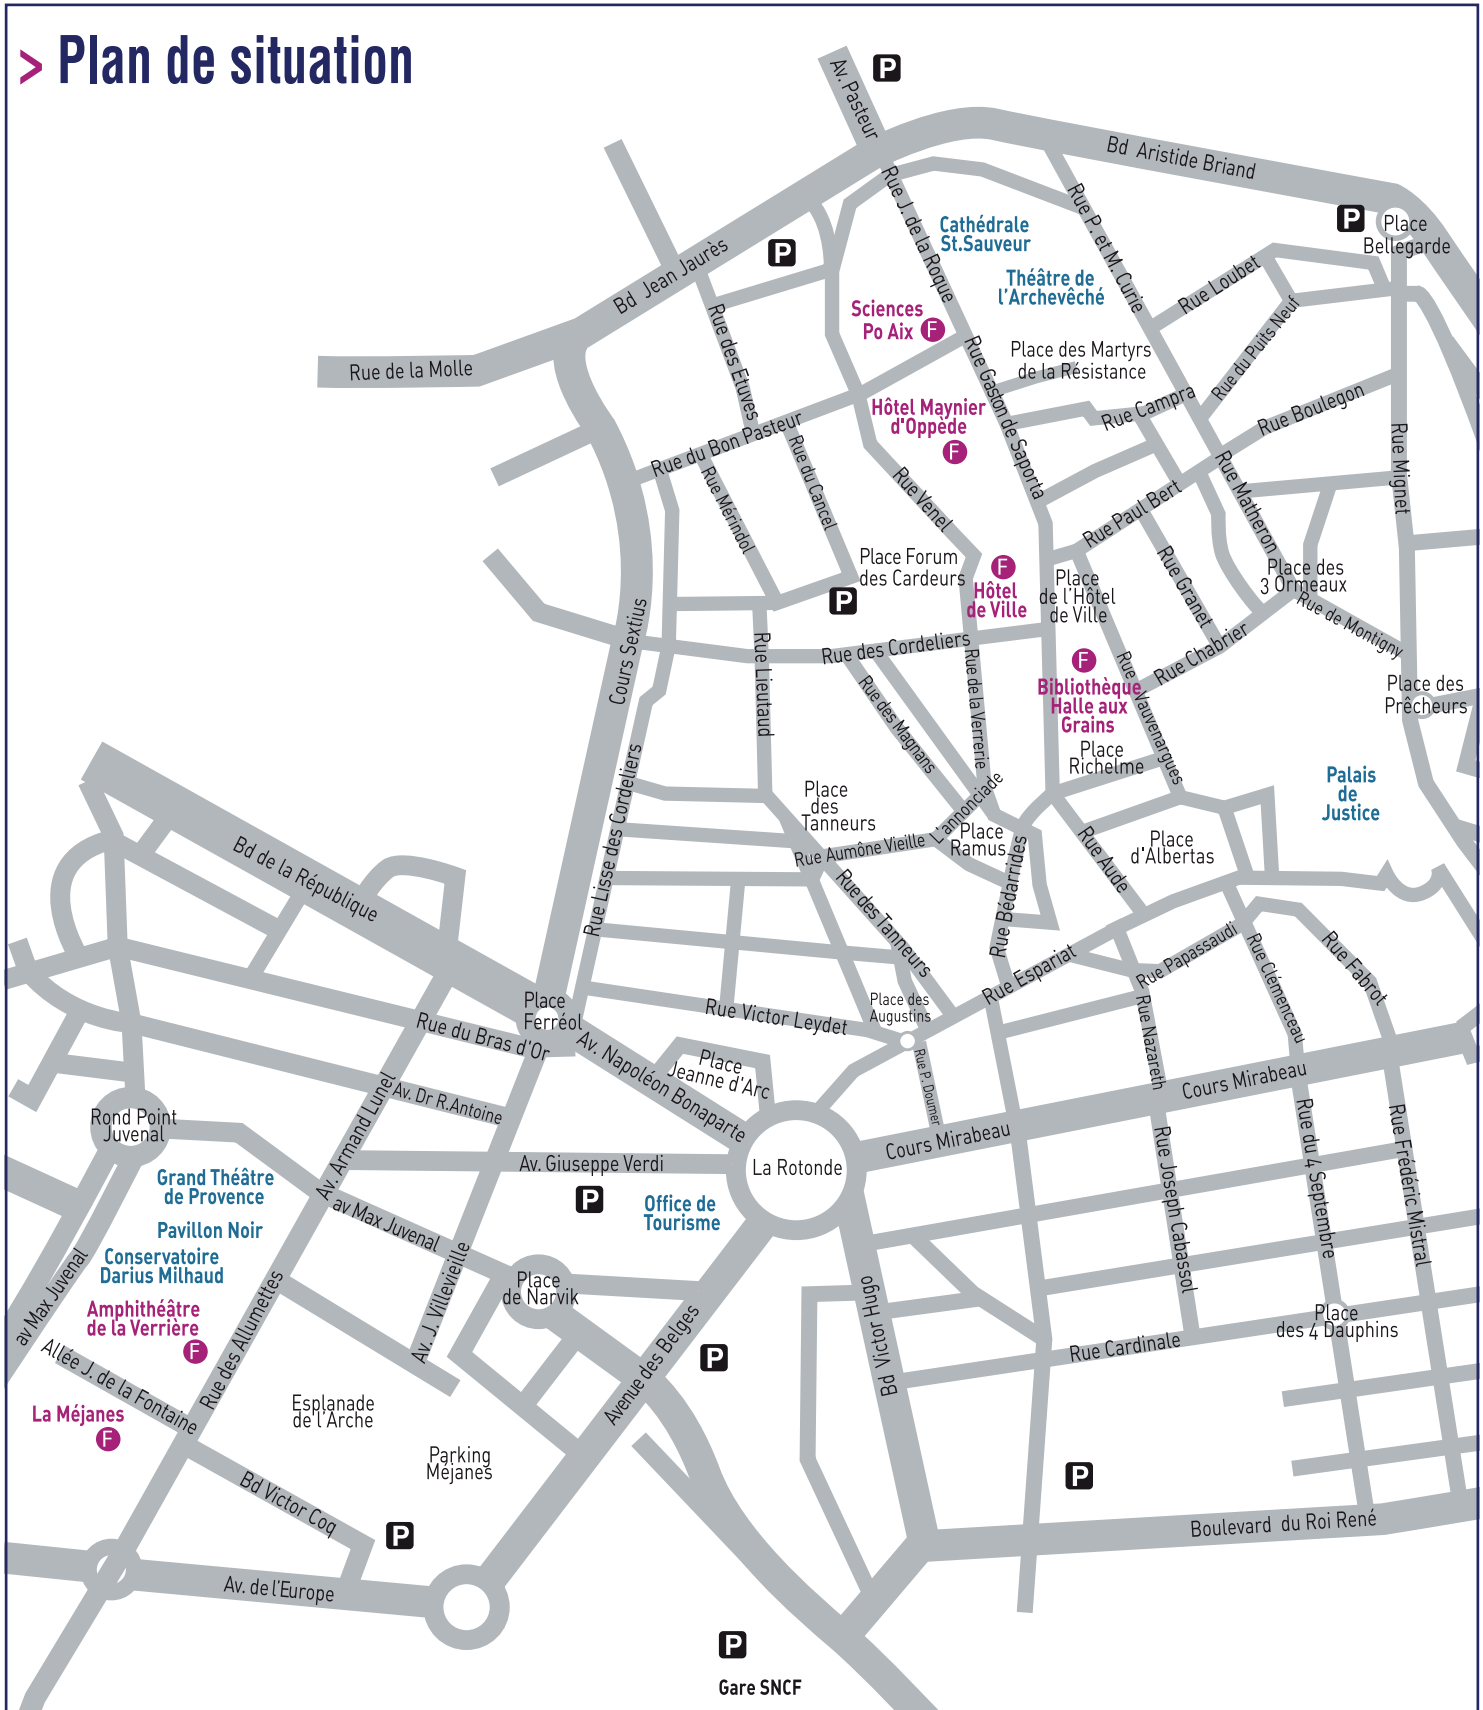 > Plan de situation
P
Av. Pasteur
Bd Aristide Briand
P
Place
Bellegarde
Rue J. de la Roque
Cathédrale
St.Sauveur
Rue P. et M. Curie
P
Bd Jean Jaurès
Théâtre de
l'Archevêché
Rue Loubet
Rue du Puits Neuf
Sciences
Po Aix F
Rue des Etuves
Rue de la Molle
Rue Gaston de Saporta
Place des Martyrs
de la Résistance
Rue Campra
Rue Boulegon
Hôtel Maynier
d'Oppède
F
Rue du Bon Pasteur
Rue Mérindol
Rue du Cancel
Rue Venel
Rue Matheron
Rue Mignet
Rue Paul Bert
Rue Granet
Place Forum
des Cardeurs
P
F
Hôtel
de Ville
Place
de l'Hôtel
de Ville
Place des
3 Ormeaux
Rue de Montigny
Rue Chabrier
Cours Sextius
Rue Lieutaud
Rue des Cordeliers
Rue de la Verrerie
Rue des Magnans
F
Bibliothèque
Halle aux
Grains
Rue Vauvenargues
Place des
Prêcheurs
Place
Richelme
Palais
de
Justice
Rue Lisse des Cordeliers
Place
des
Tanneurs
Rue Aumône Vieille
L'annonciade
Place
Ramus
Rue Bédarrides
Rue Aude
Place
d'Albertas
Bd de la République
Rue des Tanneurs
Rue Espariat
Rue Papassaudi
Rue Clémenceau
Rue Fabrot
Place
Ferréol
Rue Victor Leydet
Place des
Augustins
Rue P. Doumer
Rue Nazareth
Rue du Bras d'Or
Av. Napoléon Bonaparte
Place
Jeanne d'Arc
Cours Mirabeau
Cours Mirabeau
Av. Dr R.Antoine
Av. Armand Lunel
Rond Point
Juvenal
Av. Giuseppe Verdi
La Rotonde
Rue Joseph Cabassol
Rue du 4 Septembre
Rue Frédéric Mistral
Grand Théâtre
de Provence
Pavillon Noir
Conservatoire
Darius Milhaud
Amphithéâtre
de la Verrière
F
P
Office de
Tourisme
av Max Juvenal
av Max Juvenal
Av. J. Villevieille
Place
de Narvik
Rue des Allumettes
Bd Victor Hugo
Avenue des Belges
P
Rue Cardinale
Place
des 4 Dauphins
Allée J. de la Fontaine
La Méjanes
F
Esplanade
de l'Arche
Parking
Méjanes
P
Bd Victor Coq
P
Boulevard du Roi René
Av. de l'Europe
P
Gare SNCF